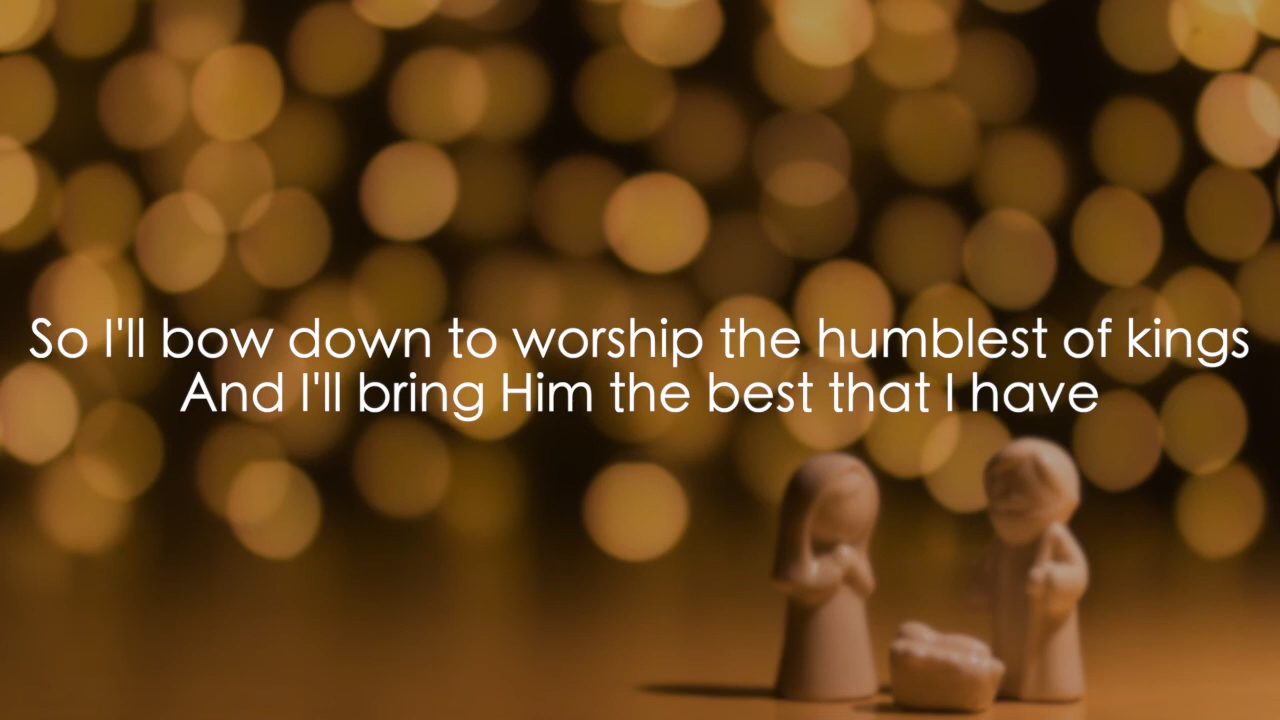 So I'll bow down to worship the humblest of kings
And I'll bring Him the best that I have